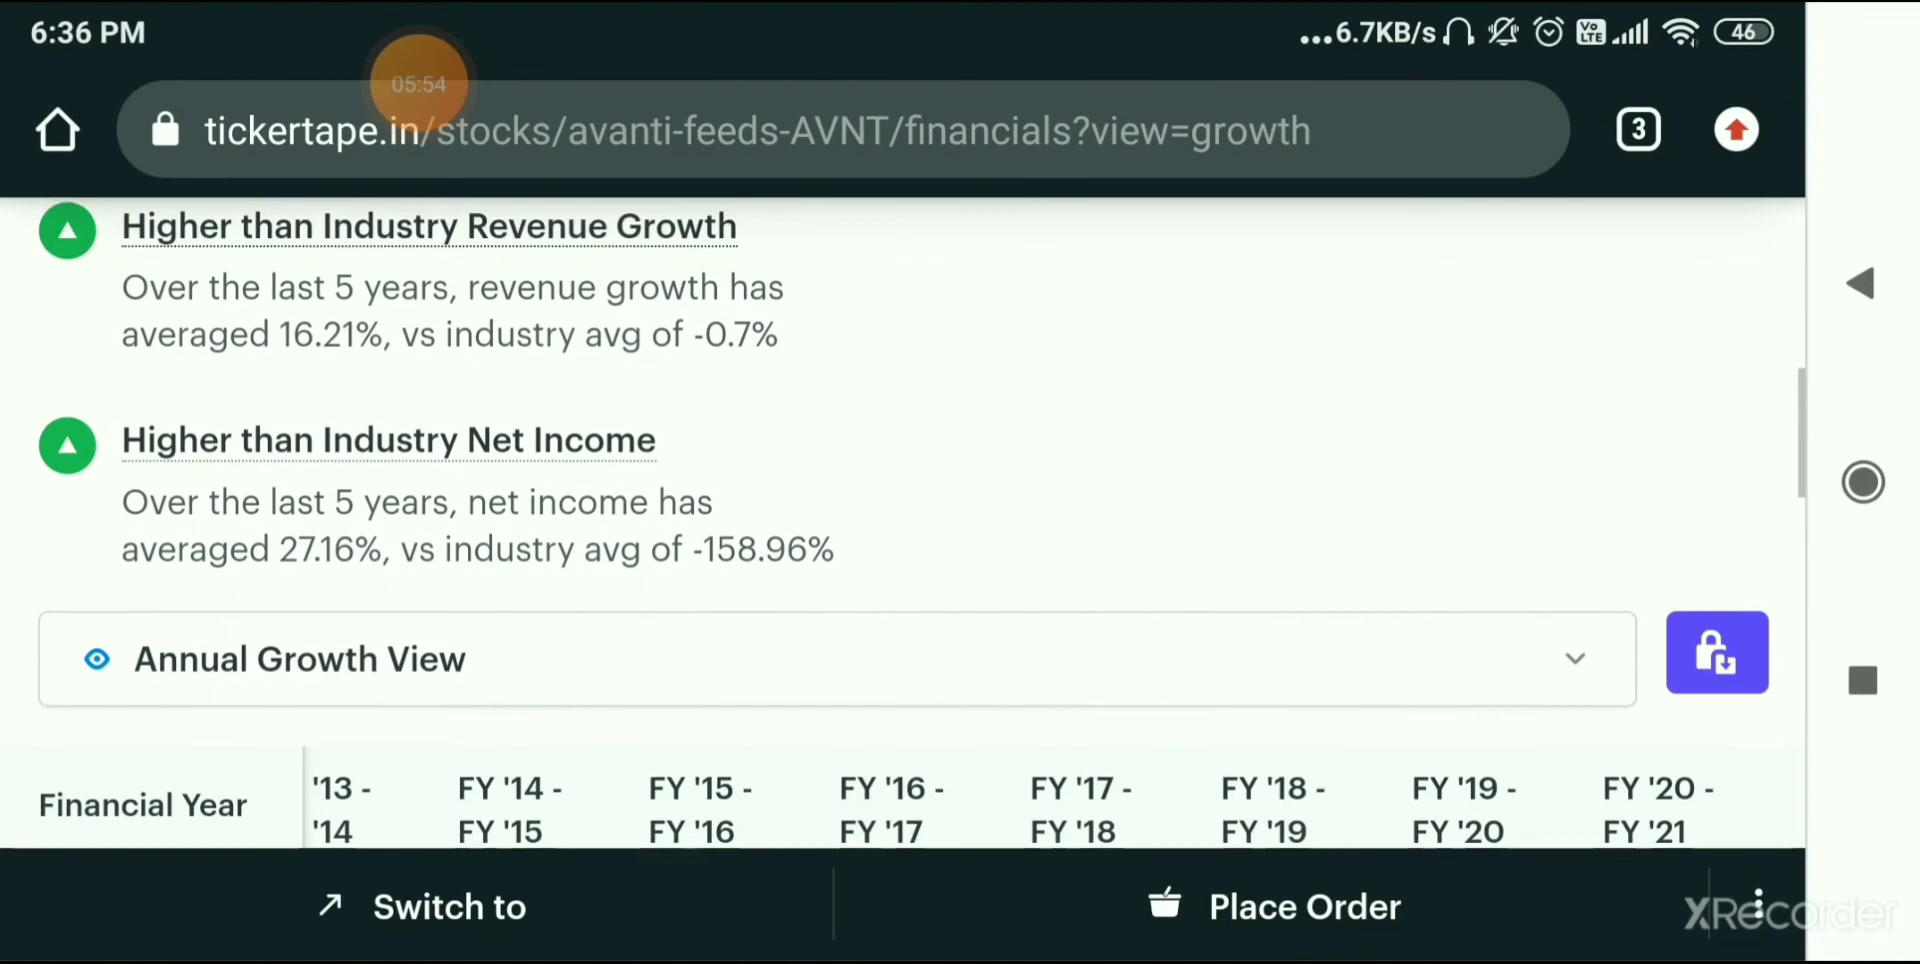 6:36 PM
...6.7KB/s
Vo LTE
46
05:54
tickertape.in/stocks/avanti-feeds-AVNT/financials?view=growth
3
Higher than Industry Revenue Growth
Over the last 5 years, revenue growth has
averaged 16.21%, vs industry avg of -0.7%
Higher than Industry Net Income
Over the last 5 years, net income has
averaged 27.16%, vs industry avg of -158.96%
Annual Growth View
Financial Year
'13 - '14
FY '14 - FY '15
FY '15 - FY '16
FY '16 - FY '17
FY '17 - FY '18
FY '18 - FY '19
FY '19 - FY '20
FY '20 - FY '21
Switch to
Place Order
XRecorder